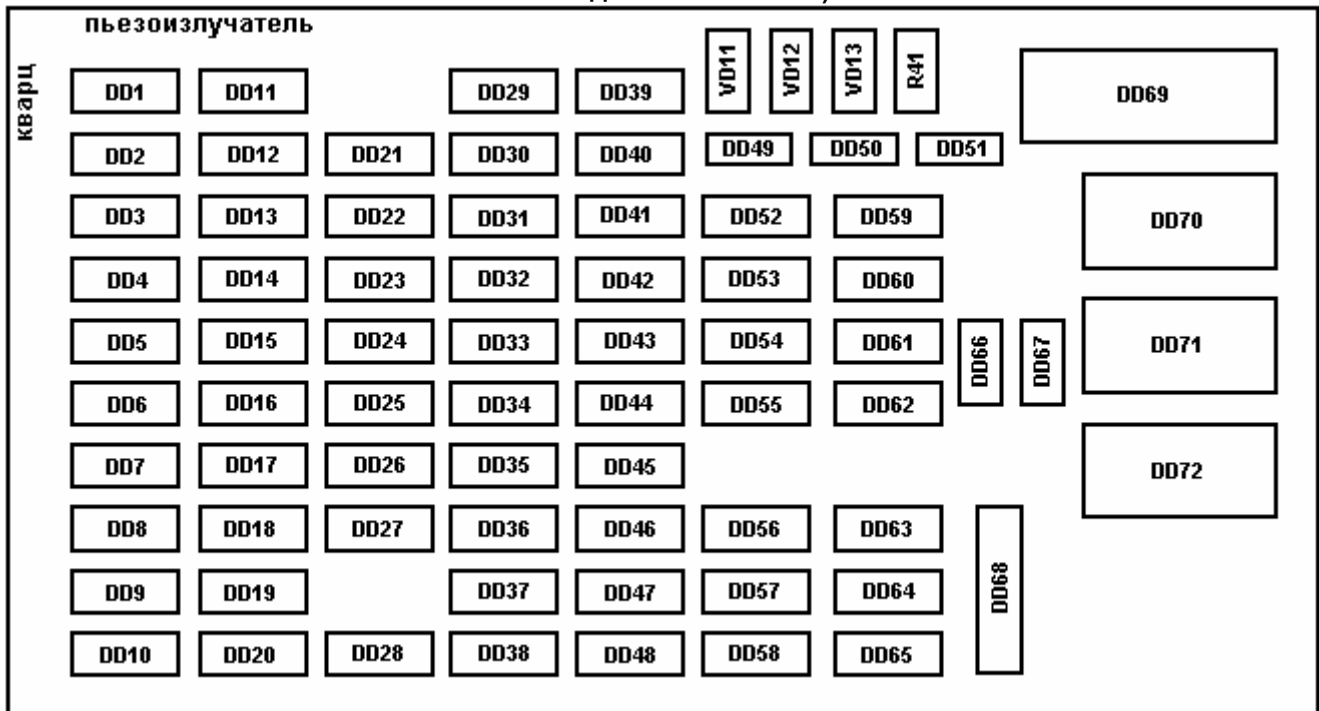 пьезоизлучатель
кварц
DD1 DD11 DD29 DD39 VD11 VD12 VD13 R41 DD69
DD2 DD12 DD21 DD30 DD40 DD49 DD50 DD51
DD3 DD13 DD22 DD31 DD41 DD52 DD59 DD70
DD4 DD14 DD23 DD32 DD42 DD53 DD60
DD5 DD15 DD24 DD33 DD43 DD54 DD61 DD66 DD67 DD71
DD6 DD16 DD25 DD34 DD44 DD55 DD62
DD7 DD17 DD26 DD35 DD45 DD72
DD8 DD18 DD27 DD36 DD46 DD56 DD63
DD9 DD19 DD37 DD47 DD57 DD64 DD68
DD10 DD20 DD28 DD38 DD48 DD58 DD65